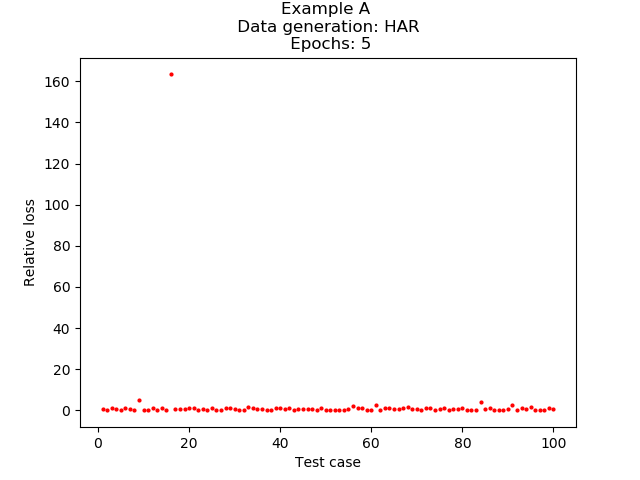 Example A
Data generation: HAR
Epochs: 5
160
140
120
100
80
60
40
20
0
Relative loss
0 20 40 60 80 100
Test case